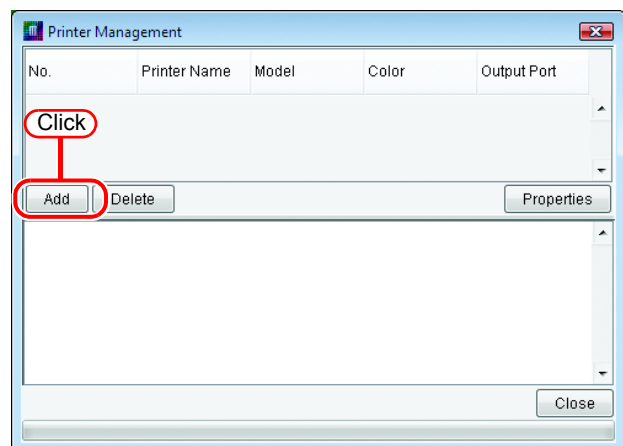 Printer Management
No. Printer Name Model Color Output Port
Click
Add Delete Properties
Close